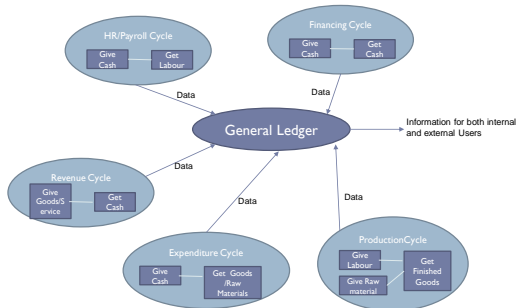 HR/Payroll Cycle
Give
Cash
Get
Labour
Financing Cycle
Give
Cash
Get
Cash
Data
Data
General Ledger
Information for both internal
and external Users
Data
Revenue Cycle
Give
Goods/S
ervice
Get
Cash
Data
Data
Expenditure Cycle
Give
Cash
Get Goods
/Raw
Materials
ProductionCycle
Give
Labour
Give Raw
material
Get
Finished
Goods